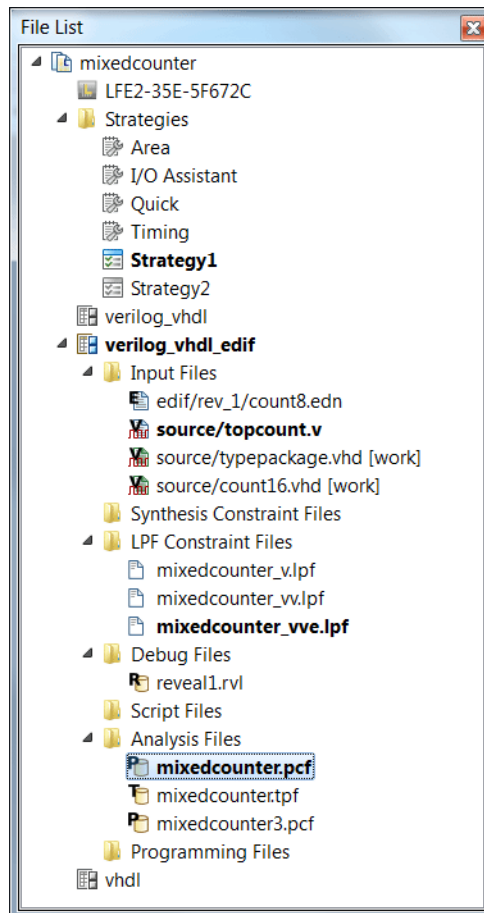 File List
mixedcounter
LFE2-35E-5F672C
Strategies
Area
I/O Assistant
Quick
Timing
Strategy1
Strategy2
verilog_vhdl
verilog_vhdl_edif
Input Files
edif/rev_1/count8.edn
source/topcount.v
source/typepackage.vhd [work]
source/count16.vhd [work]
Synthesis Constraint Files
LPF Constraint Files
mixedcounter_v.lpf
mixedcounter_vv.lpf
mixedcounter_vve.lpf
Debug Files
reveal1.rvl
Script Files
Analysis Files
mixedcounter.pcf
mixedcounter.tpf
mixedcounter3.pcf
Programming Files
vhdl